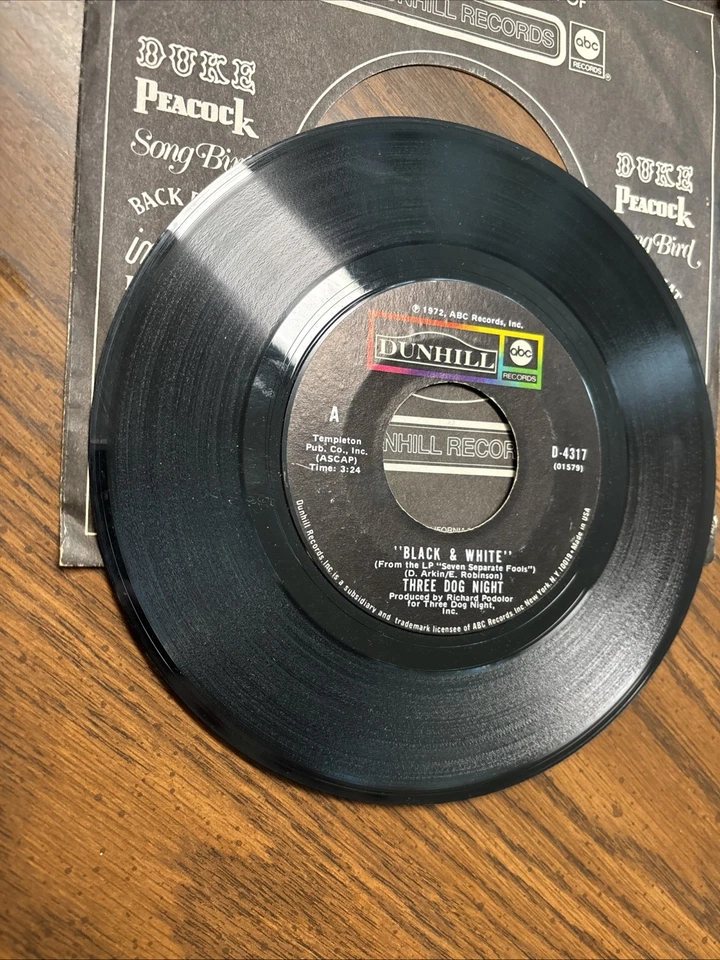 OF
DUNHILL RECORDS
abc
RECORDS
®
DUKE
PEACOCK
Song Bird
BACK
DUKE
PEACOCK
Song Bird
℗ 1972, ABC Records, Inc.
DUNHILL
abc
RECORDS
A
Templeton
Pub. Co., Inc.
(ASCAP)
Time: 3:24
NHILL RECOR
D-4317
(01579)
"BLACK & WHITE"
(From the LP "Seven Separate Fools")
(D. Arkin/E. Robinson)
THREE DOG NIGHT
Produced by Richard Podolor
for Three Dog Night,
Inc.
Dunhill Records, Inc. is a subsidiary and trademark licensee of ABC Records, Inc. New York, N.Y. 10019 • Made in USA